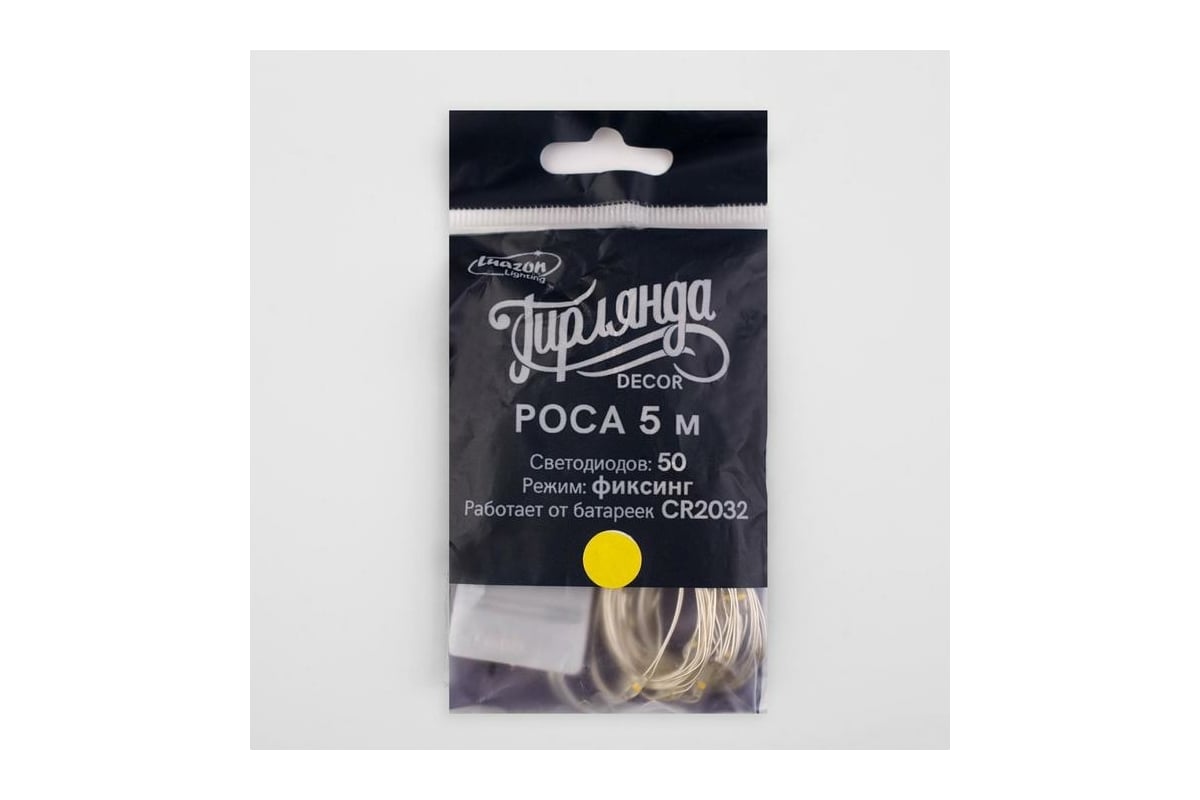 Luazon
Lighting
Гирлянда
DECOR
РОСА 5 м
Светодиодов: 50
Режим: фиксинг
Работает от батареек CR2032